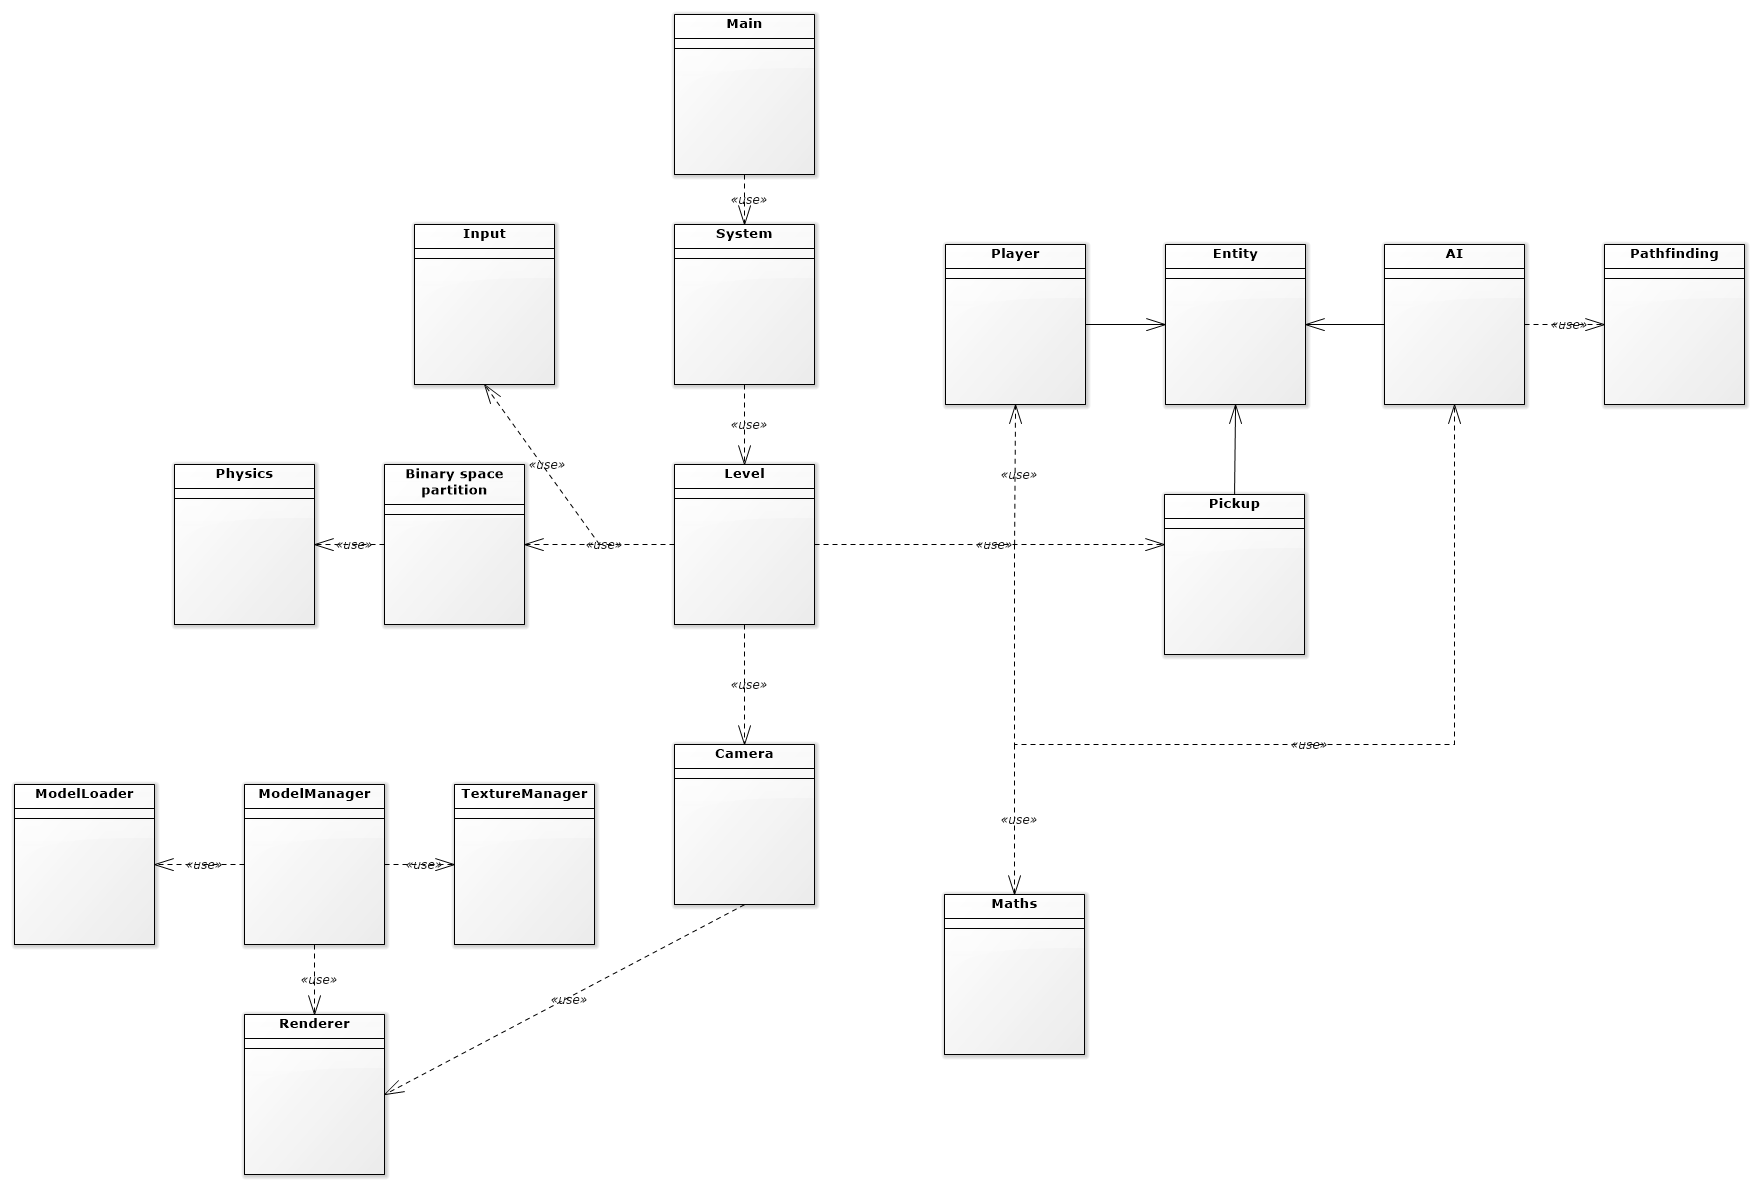 Main
«use»
Input
System
Player
Entity
AI
Pathfinding
«use»
«use»
«use»
«use»
Physics
Binary space
partition
Level
Pickup
«use»
«use»
«use»
«use»
«use»
ModelLoader
ModelManager
TextureManager
Camera
«use»
«use»
«use»
Maths
«use»
«use»
Renderer